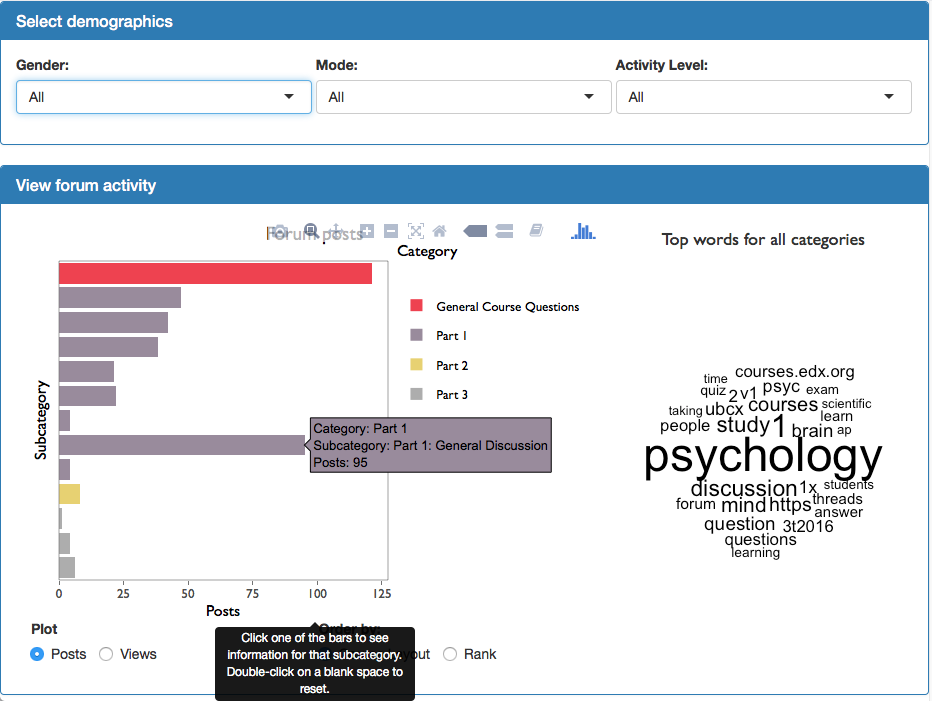 Select demographics
Gender: Mode: Activity Level:
All All All
View forum activity
Forum posts
Category
General Course Questions
Part 1
Part 2
Part 3
Subcategory
Category: Part 1
Subcategory: Part 1: General Discussion
Posts: 95
0 25 50 75 100 125
Posts
Top words for all categories
courses.edx.org
time
psyc
quiz
2
v1
exam
courses
scientific
taking
ubcx
learn
people
study
1
brain
ap
psychology
discussion
1x
students
forum
mind
https
threads
answer
question
3t2016
questions
learning
Plot
Order by:
Posts Views
Rank
Click one of the bars to see
information for that subcategory.
Double-click on a blank space to
reset.